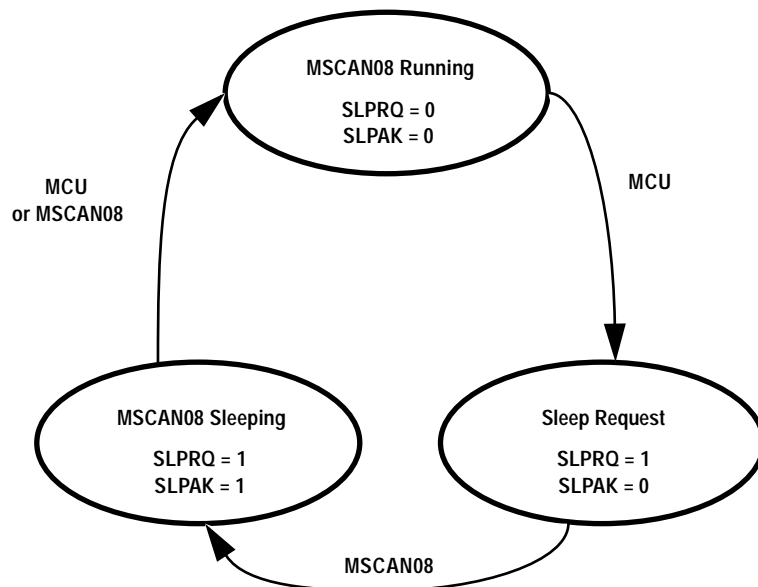 MSCAN08 Running
SLPRQ = 0
SLPAK = 0
MCU
or MSCAN08
MCU
MSCAN08 Sleeping
SLPRQ = 1
SLPAK = 1
Sleep Request
SLPRQ = 1
SLPAK = 0
MSCAN08